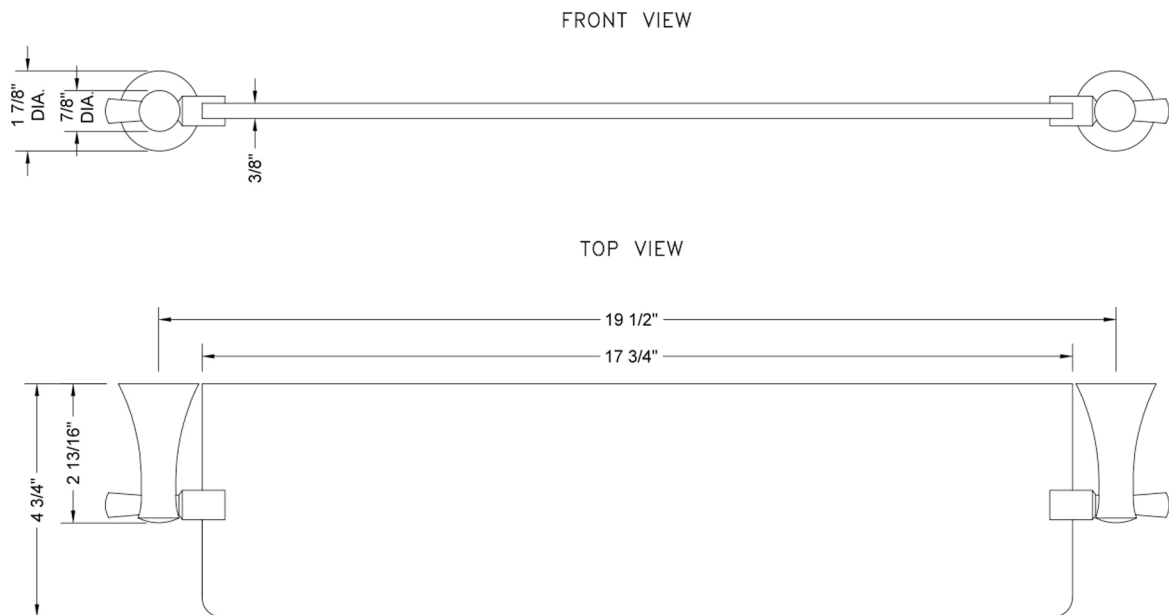 FRONT VIEW
1 7/8"
DIA.
7/8"
DIA.
3/8"
TOP VIEW
19 1/2"
17 3/4"
4 3/4"
2 13/16"